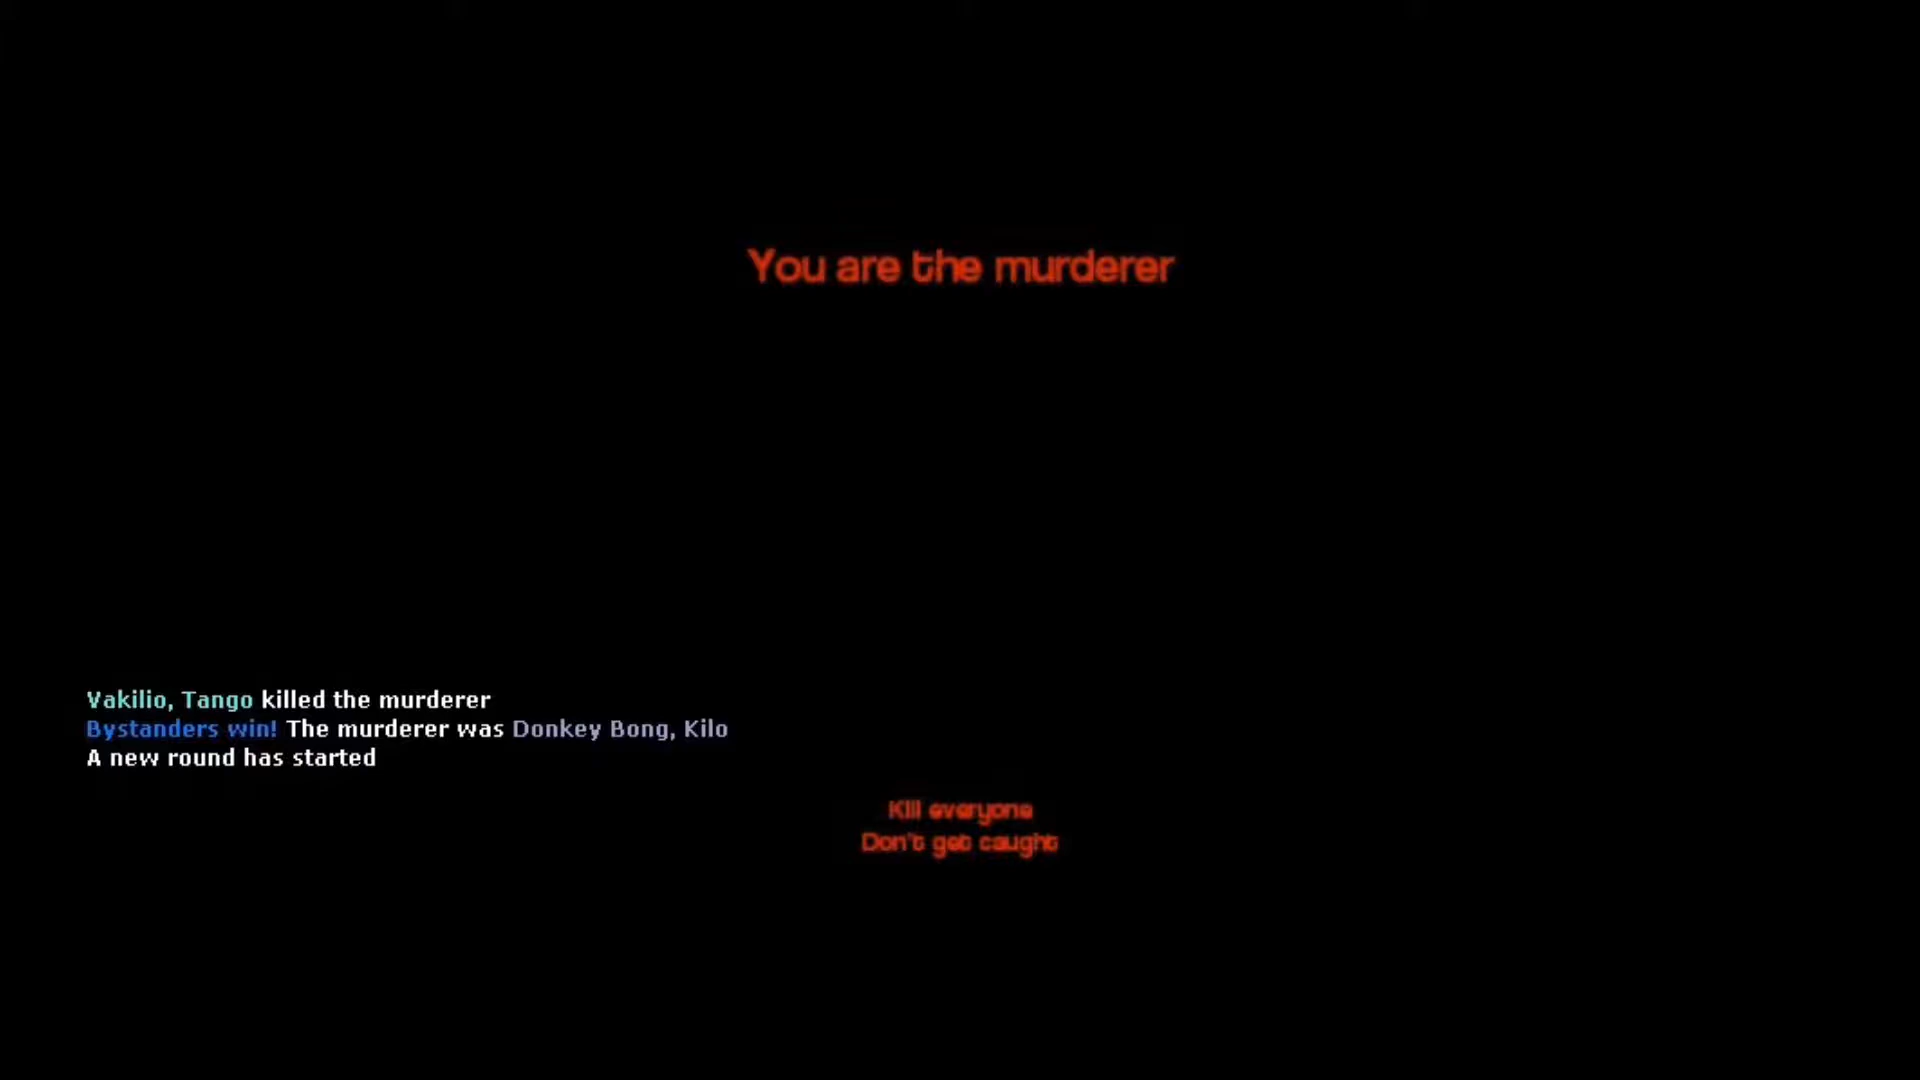 You are the murderer
Vakilio, Tango killed the murderer
Bystanders win! The murderer was Donkey Bong, Kilo
A new round has started
Kill everyone
Don't get caught